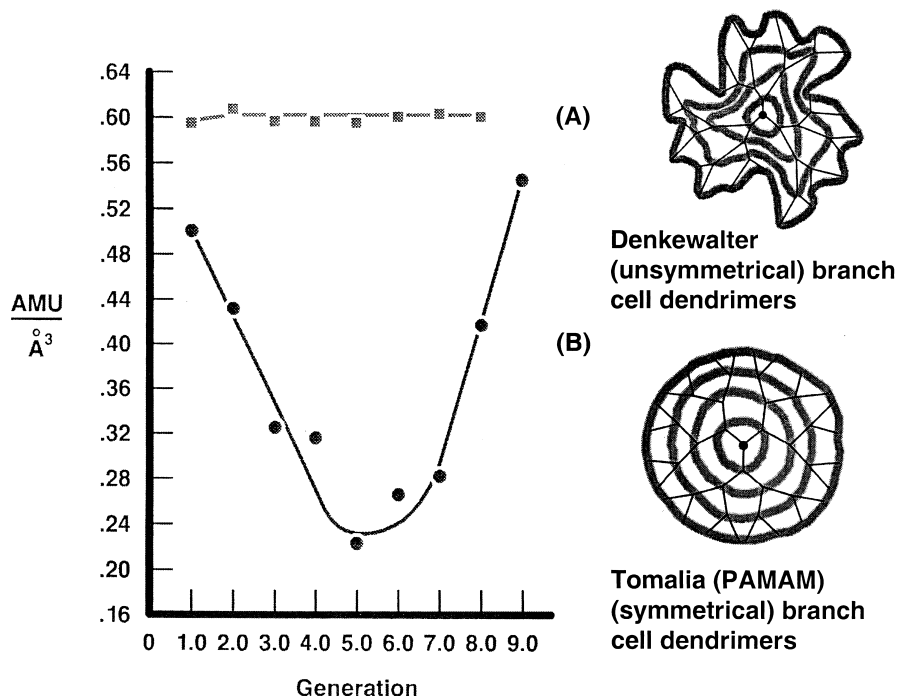 .64
.60
.56
.52
.48
.44
.40
.36
.32
.28
.24
.20
.16
AMU
Å3
0 1.0 2.0 3.0 4.0 5.0 6.0 7.0 8.0 9.0
Generation
(A)
Denkewalter
(unsymmetrical) branch
cell dendrimers
(B)
Tomalia (PAMAM)
(symmetrical) branch
cell dendrimers